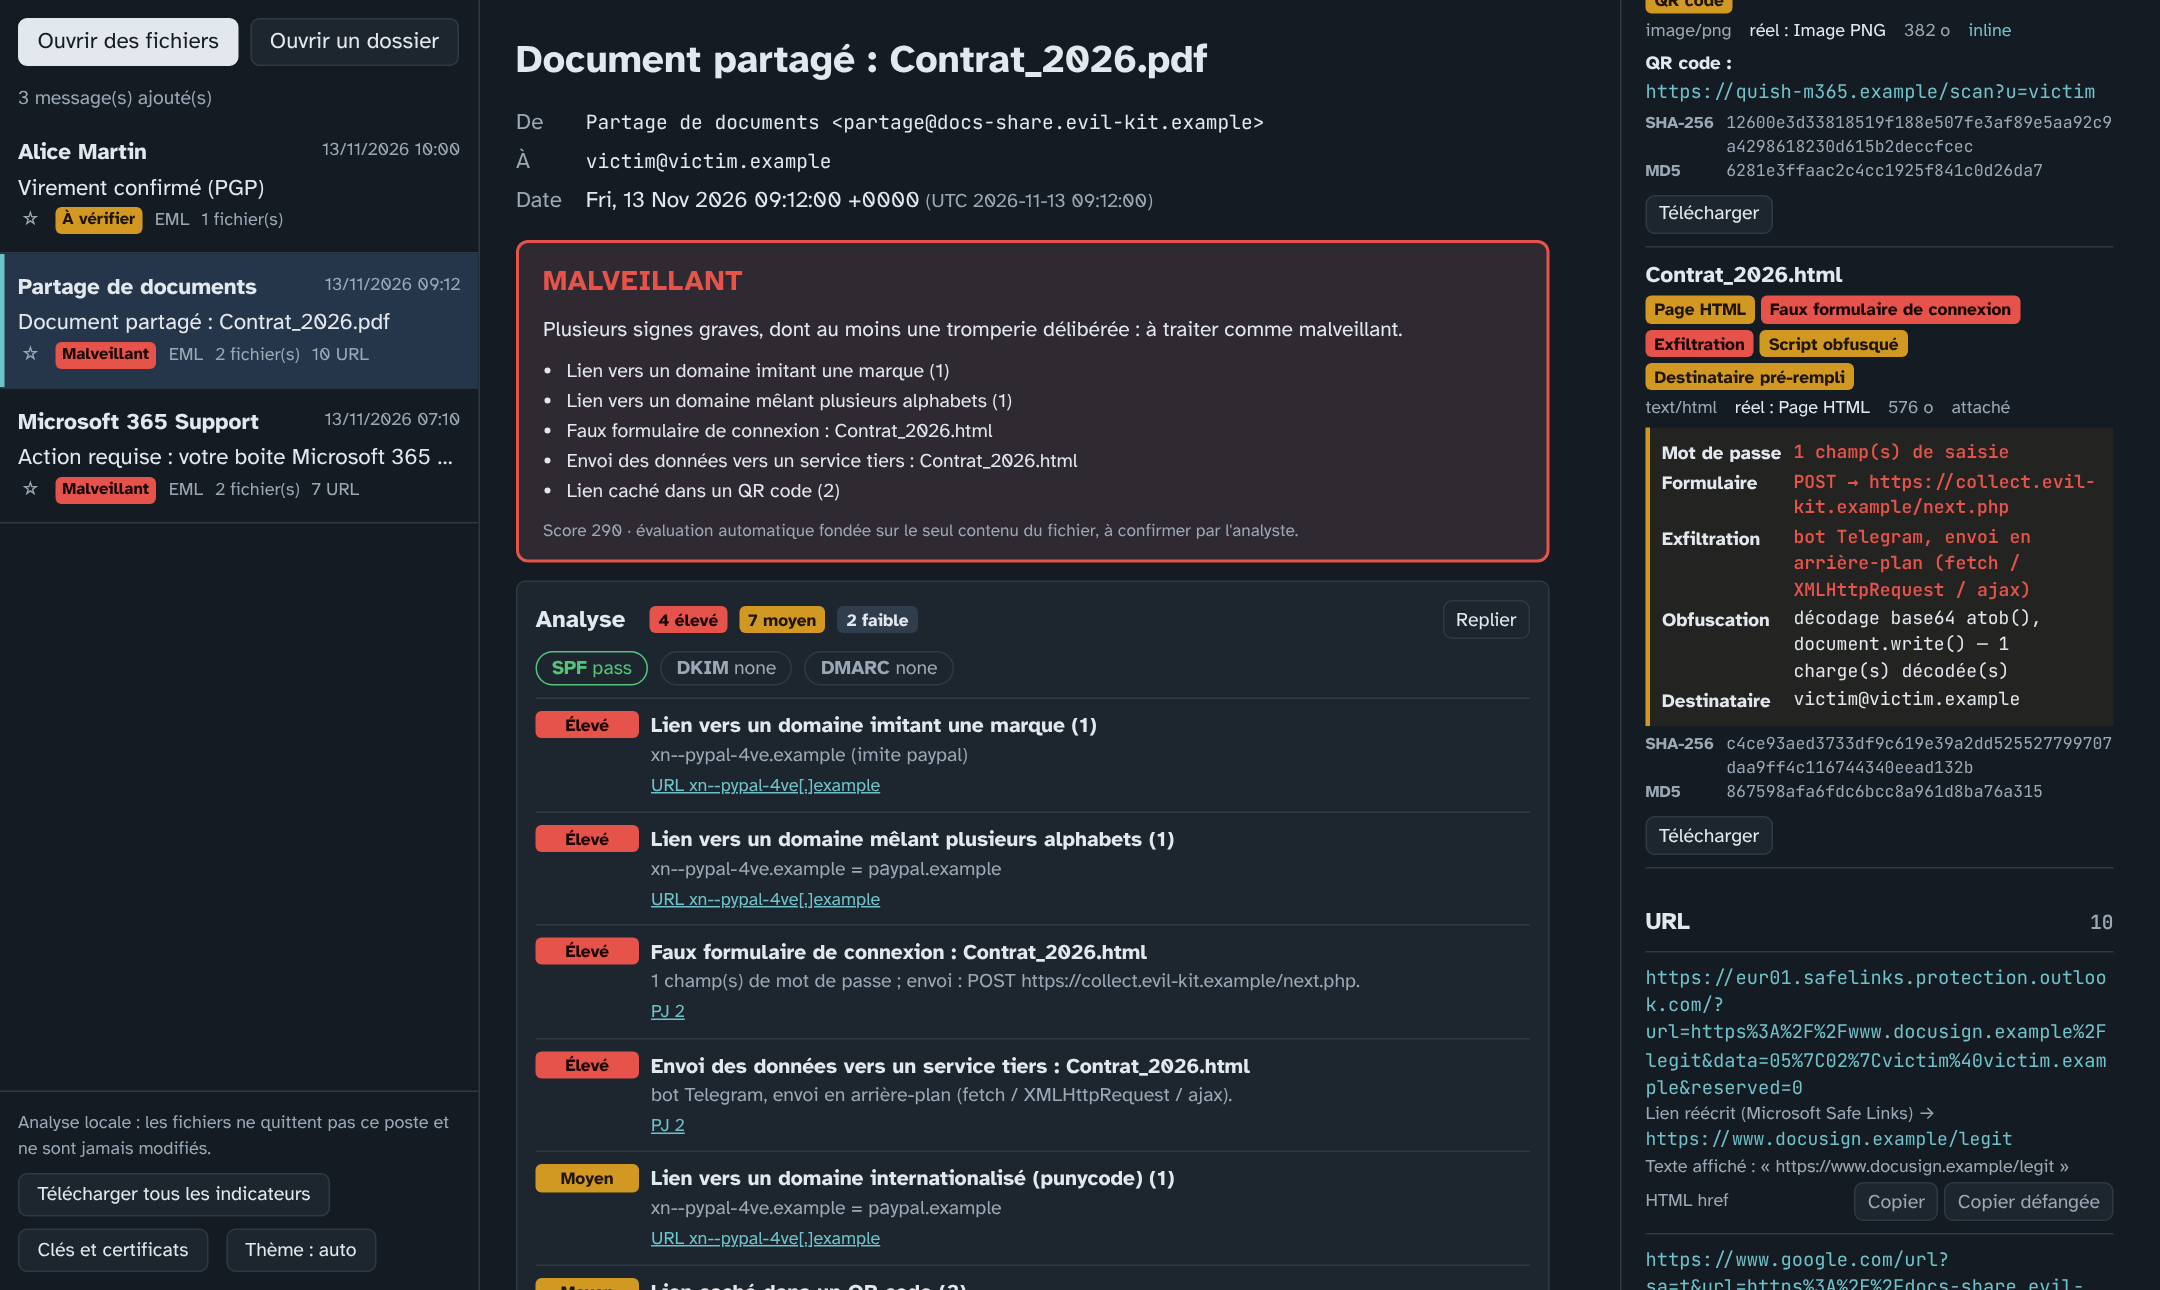 Ouvrir des fichiers
Ouvrir un dossier
3 message(s) ajouté(s)
Alice Martin
13/11/2026 10:00
Virement confirmé (PGP)
☆ À vérifier EML 1 fichier(s)
Partage de documents
13/11/2026 09:12
Document partagé : Contrat_2026.pdf
☆ Malveillant EML 2 fichier(s) 10 URL
Microsoft 365 Support
13/11/2026 07:10
Action requise : votre boite Microsoft 365 ...
☆ Malveillant EML 2 fichier(s) 7 URL
Analyse locale : les fichiers ne quittent pas ce poste et
ne sont jamais modifiés.
Télécharger tous les indicateurs
Clés et certificats
Thème : auto
Document partagé : Contrat_2026.pdf
De Partage de documents <partage@docs-share.evil-kit.example>
À victim@victim.example
Date Fri, 13 Nov 2026 09:12:00 +0000 (UTC 2026-11-13 09:12:00)
MALVEILLANT
Plusieurs signes graves, dont au moins une tromperie délibérée : à traiter comme malveillant.
• Lien vers un domaine imitant une marque (1)
• Lien vers un domaine mêlant plusieurs alphabets (1)
• Faux formulaire de connexion : Contrat_2026.html
• Envoi des données vers un service tiers : Contrat_2026.html
• Lien caché dans un QR code (2)
Score 290 · évaluation automatique fondée sur le seul contenu du fichier, à confirmer par l'analyste.
Analyse 4 élevé 7 moyen 2 faible Replier
SPF pass DKIM none DMARC none
Élevé Lien vers un domaine imitant une marque (1)
xn--pypal-4ve.example (imite paypal)
URL xn--pypal-4ve[.]example
Élevé Lien vers un domaine mêlant plusieurs alphabets (1)
xn--pypal-4ve.example = pаypal.example
URL xn--pypal-4ve[.]example
Élevé Faux formulaire de connexion : Contrat_2026.html
1 champ(s) de mot de passe ; envoi : POST https://collect.evil-kit.example/next.php.
PJ 2
Élevé Envoi des données vers un service tiers : Contrat_2026.html
bot Telegram, envoi en arrière-plan (fetch / XMLHttpRequest / ajax).
PJ 2
Moyen Lien vers un domaine internationalisé (punycode) (1)
xn--pypal-4ve.example = pаypal.example
URL xn--pypal-4ve[.]example
Moyen Lien caché dans un QR code (2)
QR code
image/png réel : Image PNG 382 o inline
QR code :
https://quish-m365.example/scan?u=victim
SHA-256 12600e3d33818519f188e507fe3af89e5aa92c9
a4298618230d615b2deccfcec
MD5 6281e3ffaac2c4cc1925f841c0d26da7
Télécharger
Contrat_2026.html
Page HTML Faux formulaire de connexion
Exfiltration Script obfusqué
Destinataire pré-rempli
text/html réel : Page HTML 576 o attaché
Mot de passe 1 champ(s) de saisie
Formulaire POST → https://collect.evil-
kit.example/next.php
Exfiltration bot Telegram, envoi en
arrière-plan (fetch /
XMLHttpRequest / ajax)
Obfuscation décodage base64 atob(),
document.write() — 1
charge(s) décodée(s)
Destinataire victim@victim.example
SHA-256 c4ce93aed3733df9c619e39a2dd525527799707
daa9ff4c116744340eead132b
MD5 867598afa6fdc6bcc8a961d8ba76a315
Télécharger
URL 10
https://eur01.safelinks.protection.outloo
k.com/?
url=https%3A%2F%2Fwww.docusign.example%2F
legit&data=05%7C02%7Cvictim%40victim.exam
ple&reserved=0
Lien réécrit (Microsoft Safe Links) →
https://www.docusign.example/legit
Texte affiché : « https://www.docusign.example/legit »
HTML href Copier Copier défangée
https://www.google.com/url?
sa=t&url=https%3A%2F%2Fdocs-share.evil-